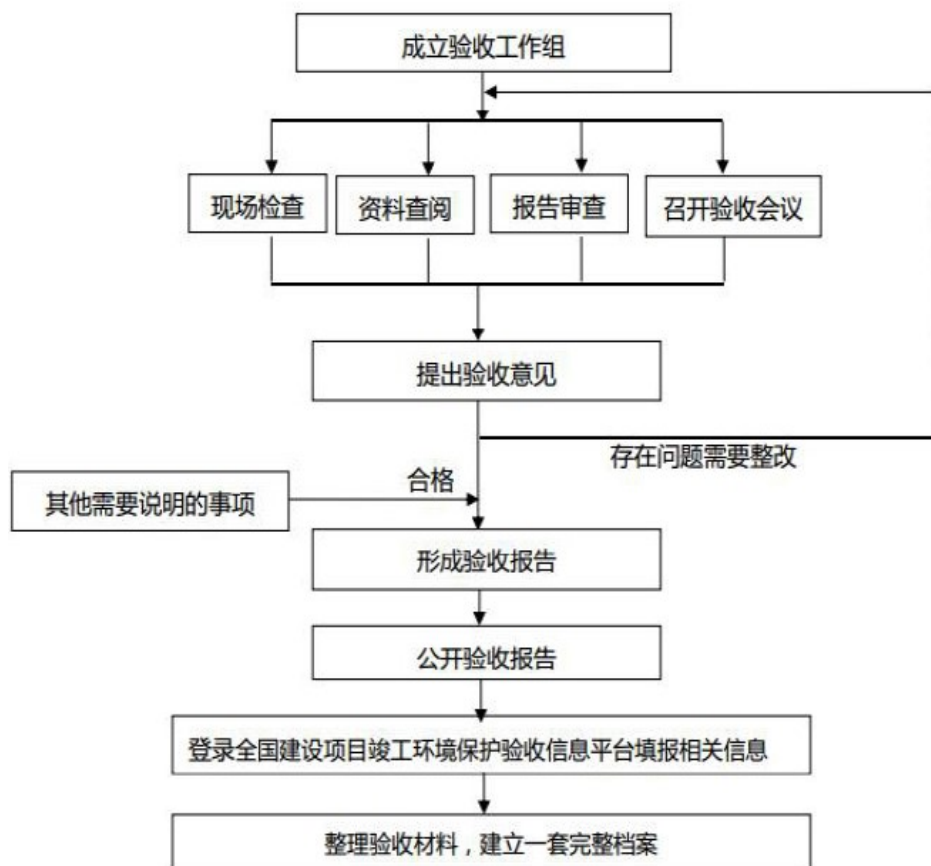 成立验收工作组
现场检查
资料查阅
报告审查
召开验收会议
提出验收意见
存在问题需要整改
合格
其他需要说明的事项
形成验收报告
公开验收报告
登录全国建设项目竣工环境保护验收信息平台填报相关信息
整理验收材料，建立一套完整档案